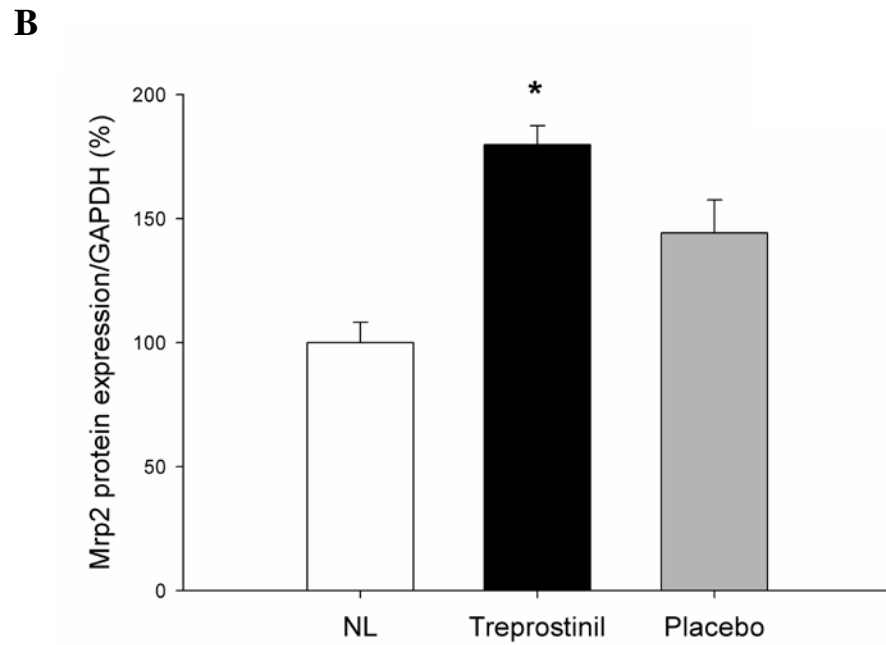 B
Mrp2 protein expression/GAPDH (%)
200
150
100
50
0
*
NL Treprostinil Placebo